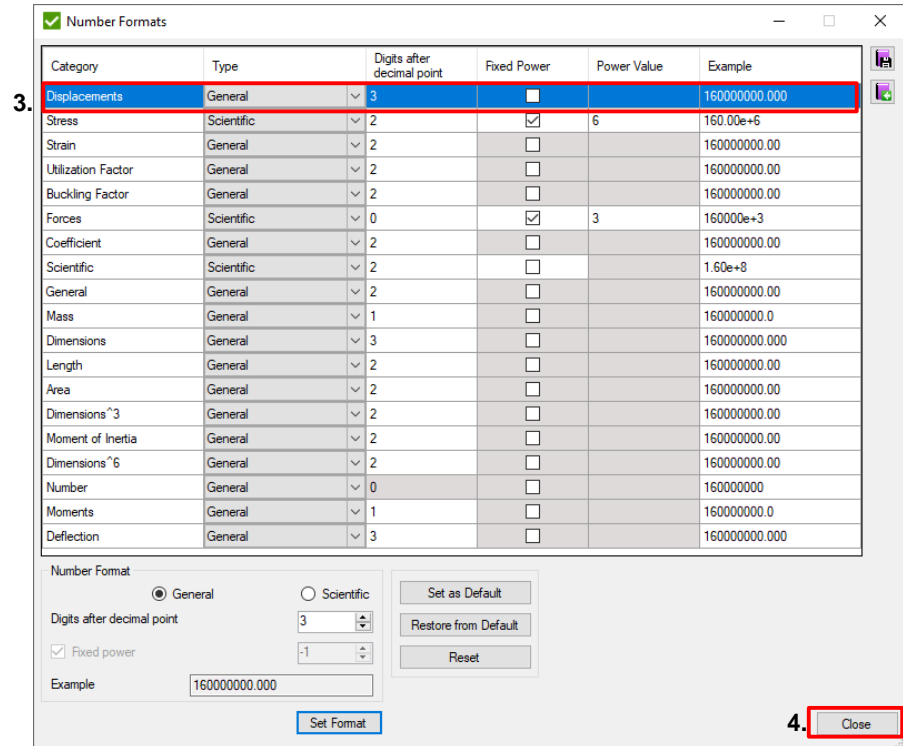 Number Formats
Category Type Digits after decimal point Fixed Power Power Value Example
3. Displacements General 3 160000000.000
Stress Scientific 2 6 160.00e+6
Strain General 2 160000000.00
Utilization Factor General 2 160000000.00
Buckling Factor General 2 160000000.00
Forces Scientific 0 3 160000e+3
Coefficient General 2 160000000.00
Scientific Scientific 2 1.60e+8
General General 2 160000000.00
Mass General 1 160000000.0
Dimensions General 3 160000000.000
Length General 2 160000000.00
Area General 2 160000000.00
Dimensions^3 General 2 160000000.00
Moment of Inertia General 2 160000000.00
Dimensions^6 General 2 160000000.00
Number General 0 160000000
Moments General 1 160000000.0
Deflection General 3 160000000.000
Number Format
General Scientific Set as Default
Digits after decimal point 3 Restore from Default
Fixed power -1 Reset
Example 160000000.000
Set Format 4. Close